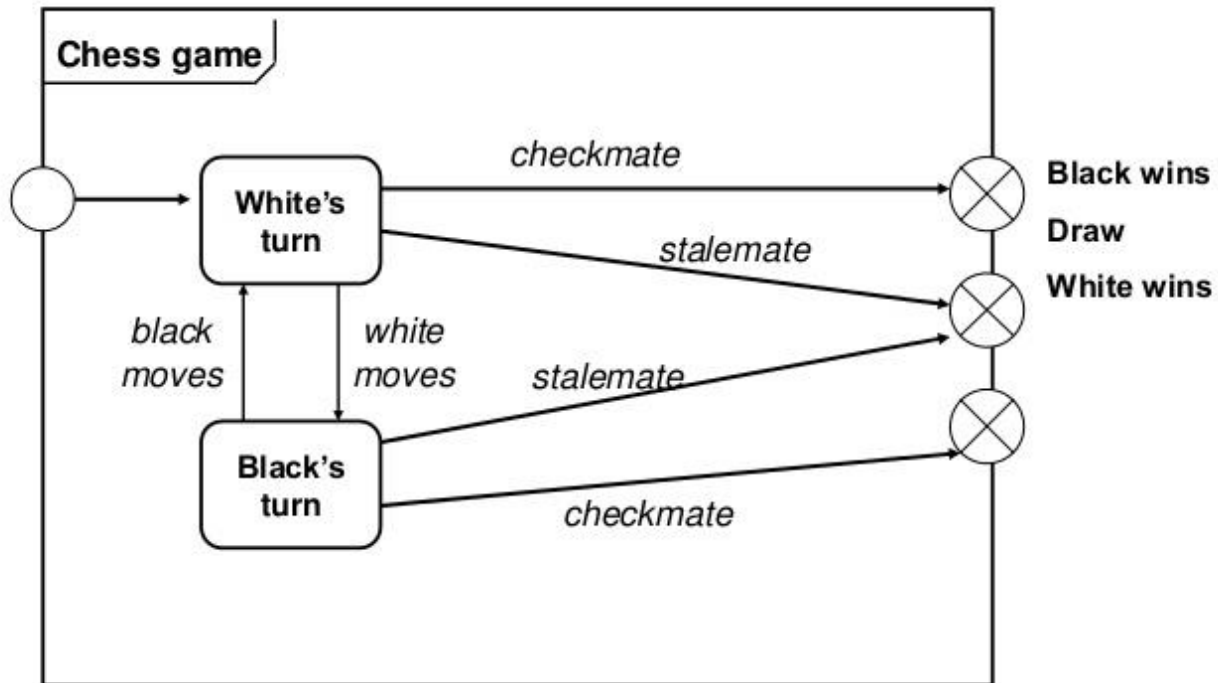 Chess game
checkmate
Black wins
White's
turn
Draw
stalemate
White wins
black
moves
white
moves
stalemate
Black's
turn
checkmate